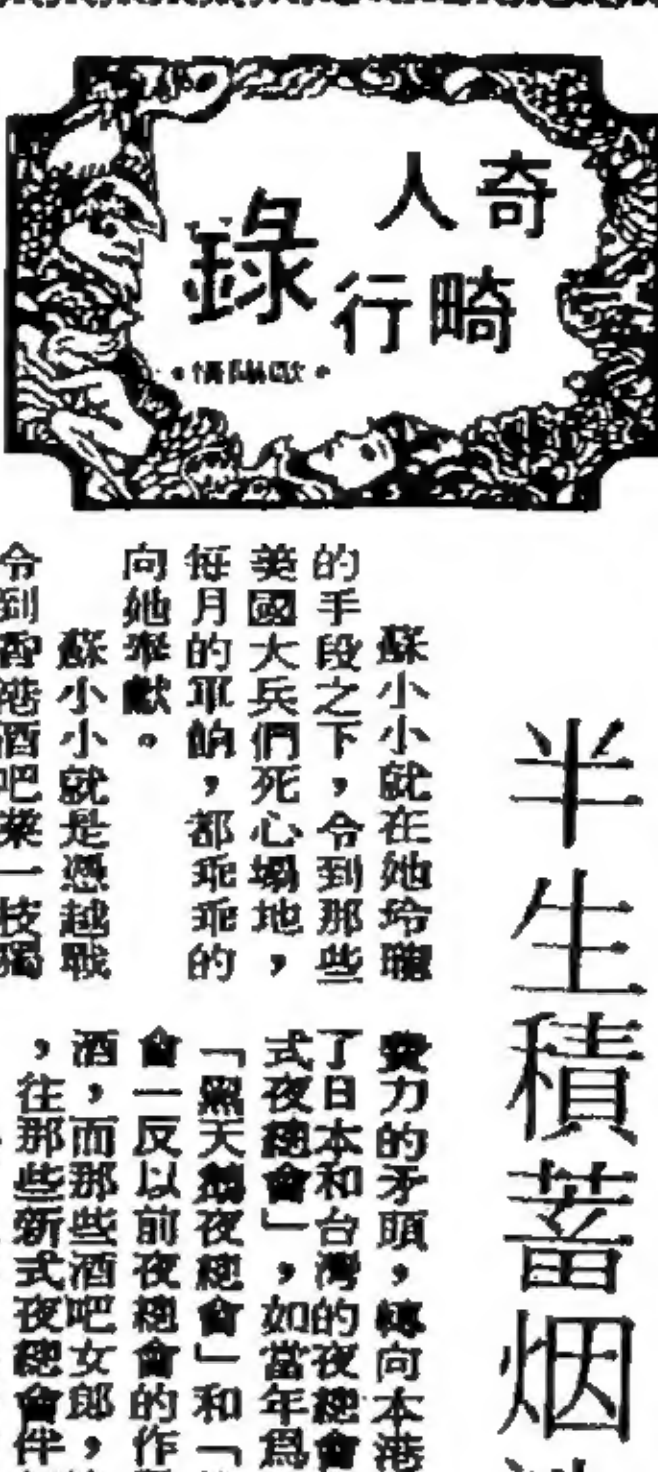 奇人
畸行
錄
半生積蓄烟
蘇小小就在她玲瓏
的手段之下，令到那些
美國大兵們死心塌地，
每月的軍餉，都乖乖的
向她奉獻。
蘇小小就是憑越戰
令到香港酒吧業一枝獨
費力的矛頭，轉向本港
了日本和台灣的夜總會
式夜總會」，如當年爲
「黑天鵝夜總會」和「
會一反以前夜總會的作
酒，而那些酒吧女郎，
，往那些新式夜總會伴